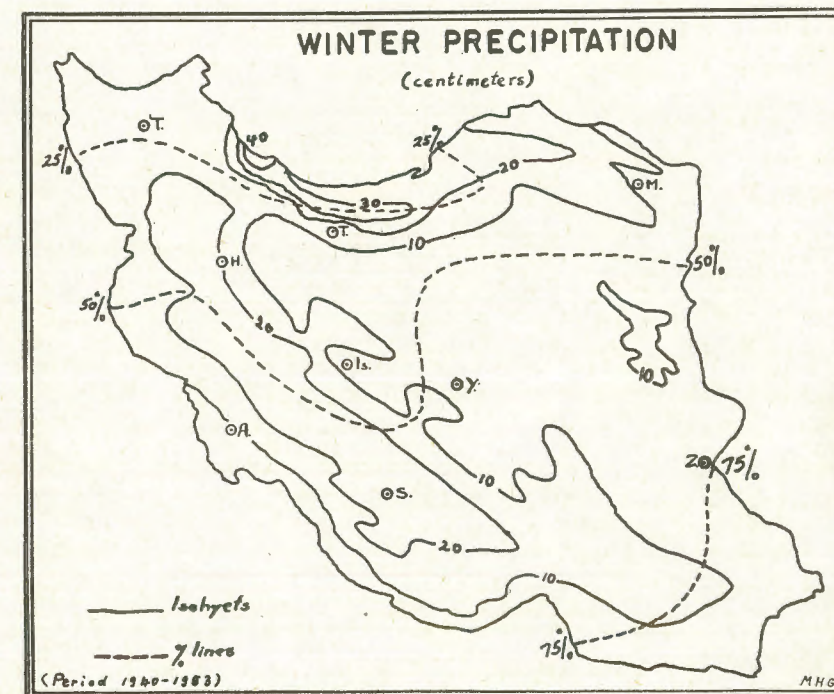 WINTER PRECIPITATION
(centimeters)
T.
40
25%
25%
20
M.
30
T.
10
H.
50%
50%
20
10
Is.
Y.
A.
Z
75%
10
S.
20
10
Isohyets
% lines
75%
(Period 1940-1963)
MHG